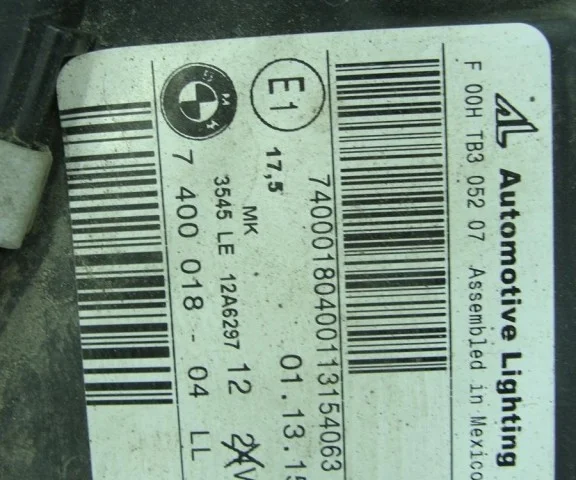 Automotive Lighting
F 00H TB3 052 07 Assembled in Mexico
74000180400113154063
E1
17,5
01.13.15
MK
3545 LE 12A6297 12
BMW
7 400 018 - 04 LL